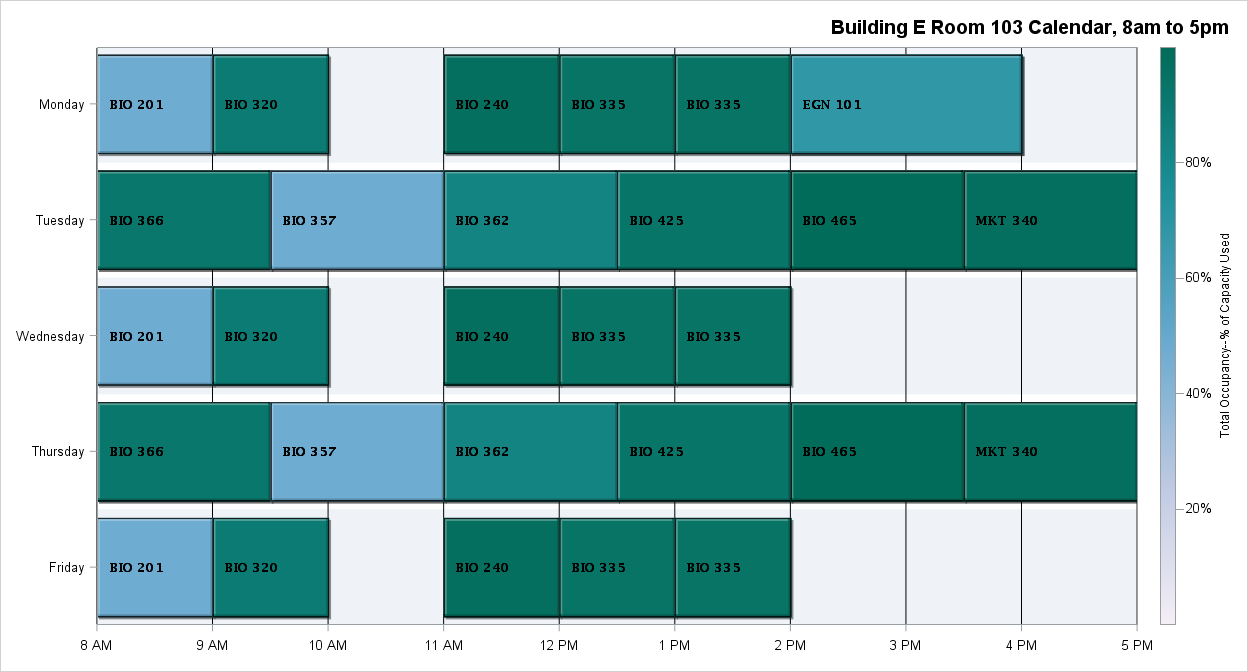 Building E Room 103 Calendar, 8am to 5pm
Monday
BIO 201
BIO 320
BIO 240
BIO 335
BIO 335
EGN 101
Tuesday
BIO 366
BIO 357
BIO 362
BIO 425
BIO 465
MKT 340
Wednesday
BIO 201
BIO 320
BIO 240
BIO 335
BIO 335
Thursday
BIO 366
BIO 357
BIO 362
BIO 425
BIO 465
MKT 340
Friday
BIO 201
BIO 320
BIO 240
BIO 335
BIO 335
8 AM
9 AM
10 AM
11 AM
12 PM
1 PM
2 PM
3 PM
4 PM
5 PM
80%
60%
40%
20%
Total Occupancy--% of Capacity Used